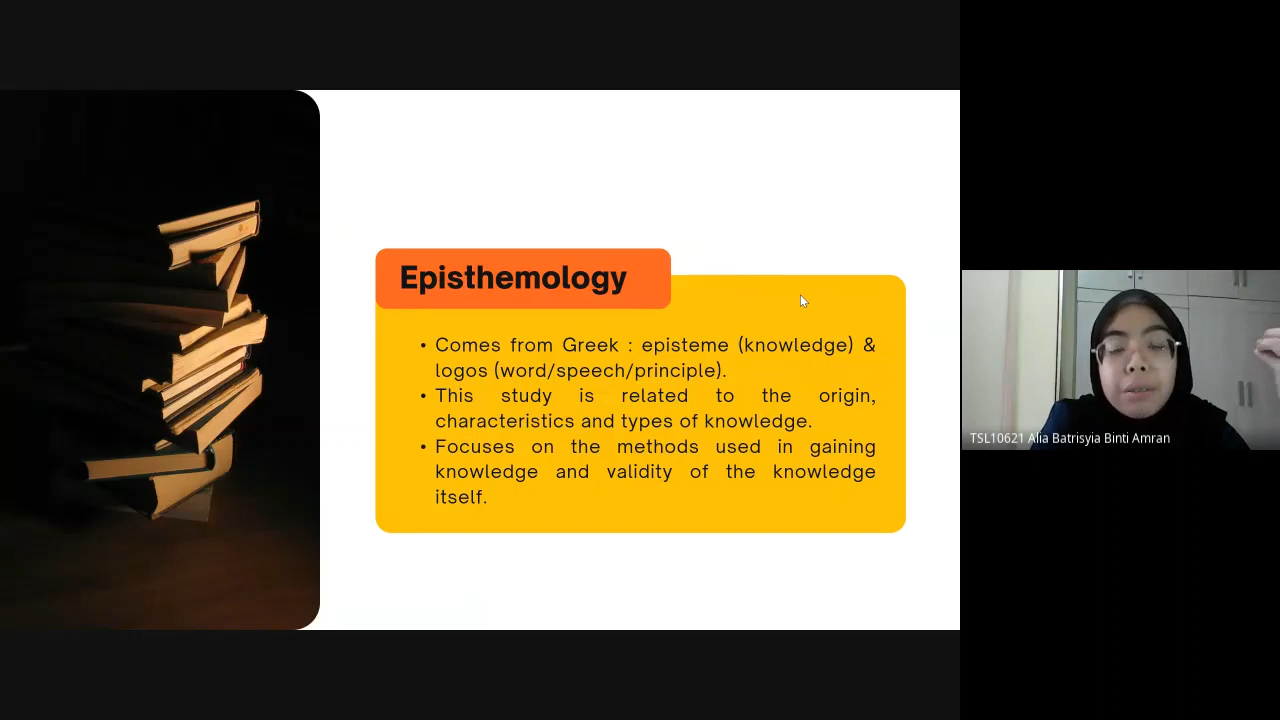 Episthemology
• Comes from Greek : episteme (knowledge) &
logos (word/speech/principle).
• This study is related to the origin,
characteristics and types of knowledge.
• Focuses on the methods used in gaining
knowledge and validity of the knowledge
itself.
TSL10621 Alia Batrisyia Binti Amran